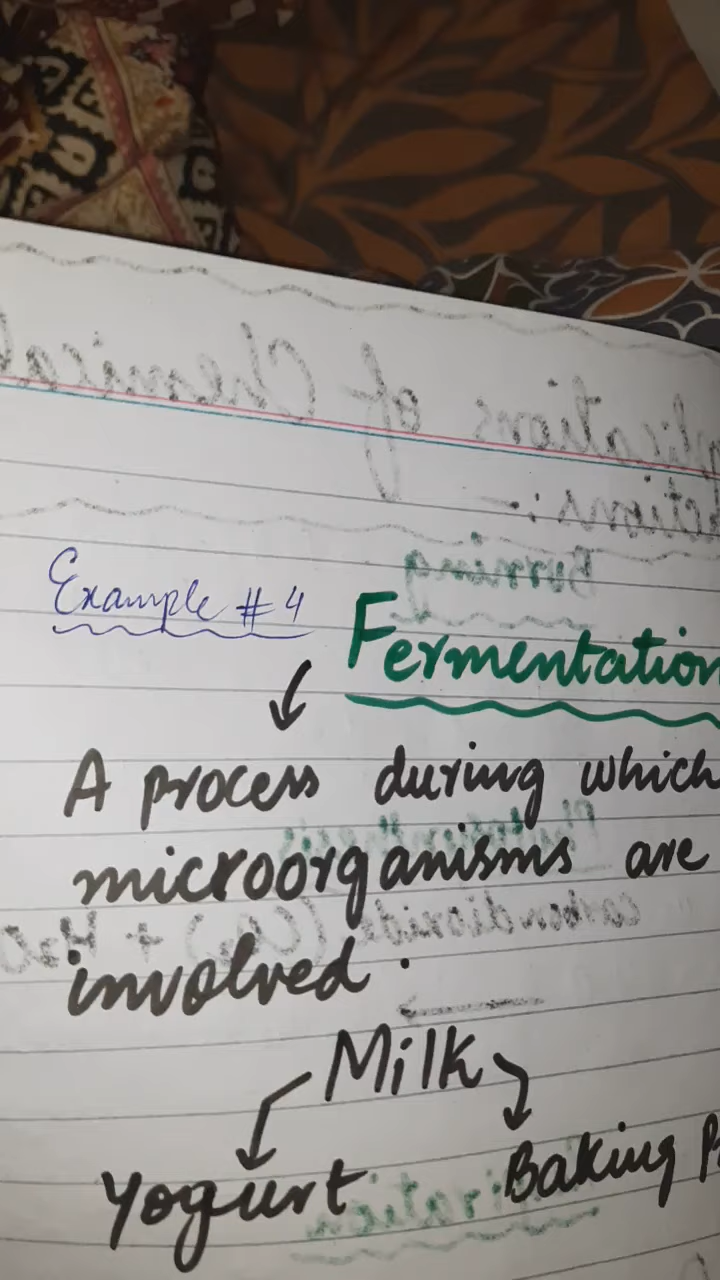 Example # 4
Fermentation
A process during which
microorganisms are
involved.
Milk
Yogurt Baking